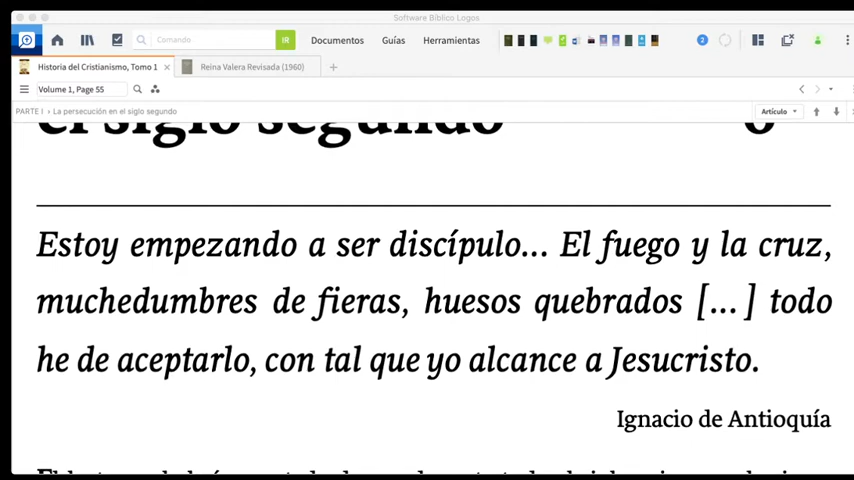 Software Bíblico Logos
Comando
IR
Documentos
Guías
Herramientas
2
Historia del Cristianismo, Tomo 1
Reina Valera Revisada (1960)
Volume 1, Page 55
PARTE I › La persecución en el siglo segundo
Artículo
el siglo segundo
Estoy empezando a ser discípulo... El fuego y la cruz,
muchedumbres de fieras, huesos quebrados [...] todo
he de aceptarlo, con tal que yo alcance a Jesucristo.
Ignacio de Antioquía